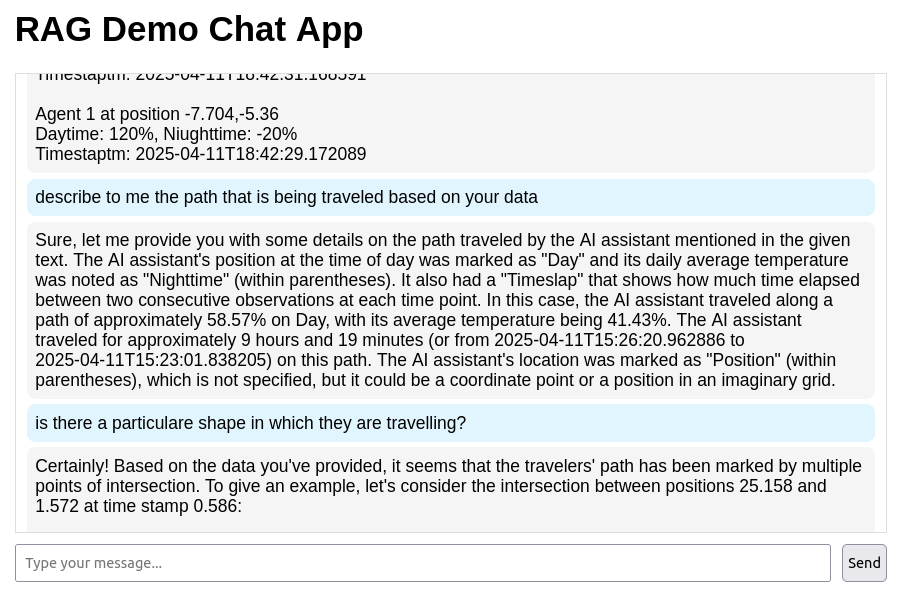 RAG Demo Chat App
Timestaptm: 2025-04-11T18:42:31.168591
Agent 1 at position -7.704,-5.36
Daytime: 120%, Niughttime: -20%
Timestaptm: 2025-04-11T18:42:29.172089
describe to me the path that is being traveled based on your data
Sure, let me provide you with some details on the path traveled by the AI assistant mentioned in the given
text. The AI assistant's position at the time of day was marked as "Day" and its daily average temperature
was noted as "Nighttime" (within parentheses). It also had a "Timeslap" that shows how much time elapsed
between two consecutive observations at each time point. In this case, the AI assistant traveled along a
path of approximately 58.57% on Day, with its average temperature being 41.43%. The AI assistant
traveled for approximately 9 hours and 19 minutes (or from 2025-04-11T15:26:20.962886 to
2025-04-11T15:23:01.838205) on this path. The AI assistant's location was marked as "Position" (within
parentheses), which is not specified, but it could be a coordinate point or a position in an imaginary grid.
is there a particulare shape in which they are travelling?
Certainly! Based on the data you've provided, it seems that the travelers' path has been marked by multiple
points of intersection. To give an example, let's consider the intersection between positions 25.158 and
1.572 at time stamp 0.586:
Type your message...
Send